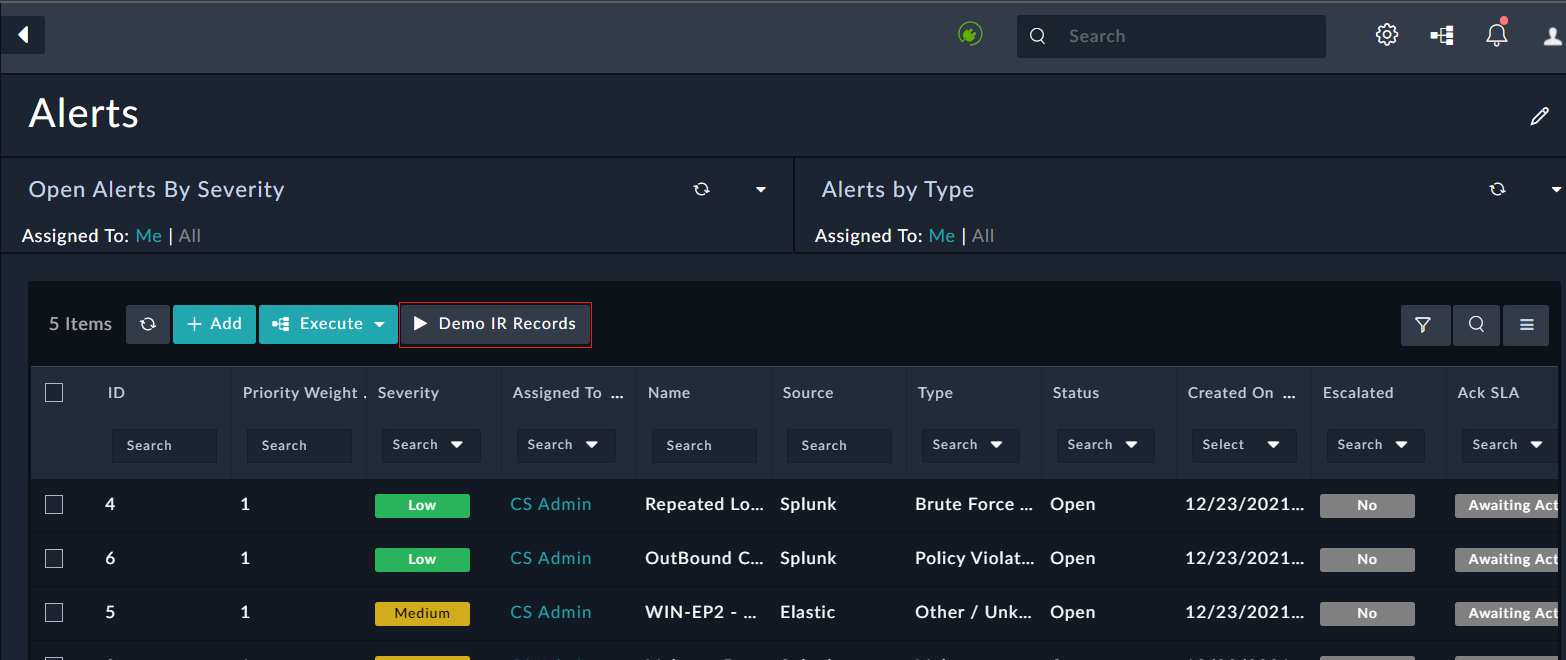 Search
Alerts
Open Alerts By Severity
Alerts by Type
Assigned To: Me | All
Assigned To: Me | All
5 Items + Add Execute Demo IR Records
ID Priority Weight . Severity Assigned To ... Name Source Type Status Created On ... Escalated Ack SLA
Search Search Search Search Search Search Search Search Select Search Search
4 1 Low CS Admin Repeated Lo... Splunk Brute Force ... Open 12/23/2021... No Awaiting Act
6 1 Low CS Admin OutBound C... Splunk Policy Violat... Open 12/23/2021... No Awaiting Act
5 1 Medium CS Admin WIN-EP2 - ... Elastic Other / Unk... Open 12/23/2021... No Awaiting Act